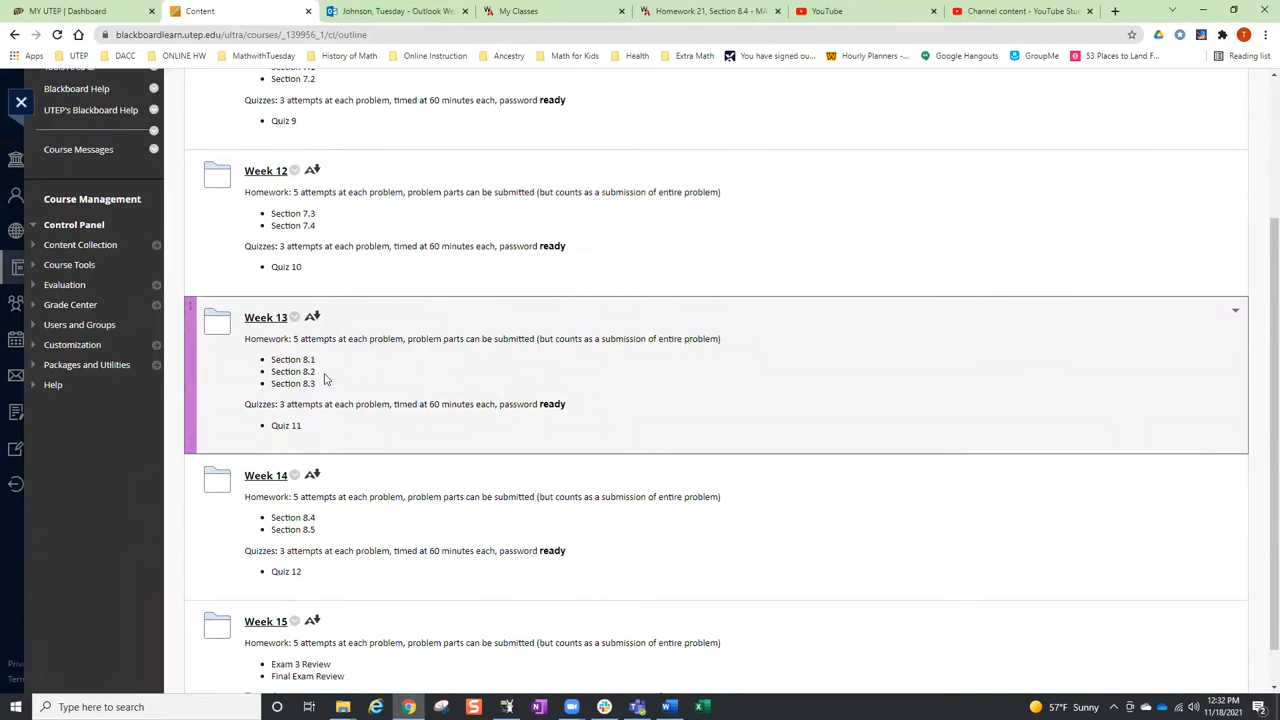 MY UTEP | Dashboard
Content
Johnson, Tuesday - Outlook Wel
My Classes
Homework 21, Section 8.4 - MA
YouTube
Channel content - YouTube Stu
blackboardlearn.utep.edu/ultra/courses/_139956_1/cl/outline
T
Apps
UTEP
DACC
ONLINE HW
MathwithTuesday
History of Math
Online Courses
Ancestry
Math for Kids
Health
Extra Math
You have signed ou...
Hourly Planners -...
Google Hangouts
GroupMe
53 Places to Land F...
Reading list
Section 7.2
Quizzes: 3 attempts at each problem, timed at 60 minutes each, password ready
Quiz 9
Week 12
Homework: 5 attempts at each problem, problem parts can be submitted (but counts as a submission of entire problem)
Section 7.3
Section 7.4
Quizzes: 3 attempts at each problem, timed at 60 minutes each, password ready
Quiz 10
Week 13
Homework: 5 attempts at each problem, problem parts can be submitted (but counts as a submission of entire problem)
Section 8.1
Section 8.2
Section 8.3
Quizzes: 3 attempts at each problem, timed at 60 minutes each, password ready
Quiz 11
Week 14
Homework: 5 attempts at each problem, problem parts can be submitted (but counts as a submission of entire problem)
Section 8.4
Section 8.5
Quizzes: 3 attempts at each problem, timed at 60 minutes each, password ready
Quiz 12
Week 15
Homework: 5 attempts at each problem, problem parts can be submitted (but counts as a submission of entire problem)
Exam 3 Review
Final Exam Review
Blackboard Help
UTEP's Blackboard Help
Course Messages
Course Management
Control Panel
Content Collection
Course Tools
Evaluation
Grade Center
Users and Groups
Customization
Packages and Utilities
Help
Priva
Term
Type here to search
57°F Sunny
12:32 PM
11/18/2021
2